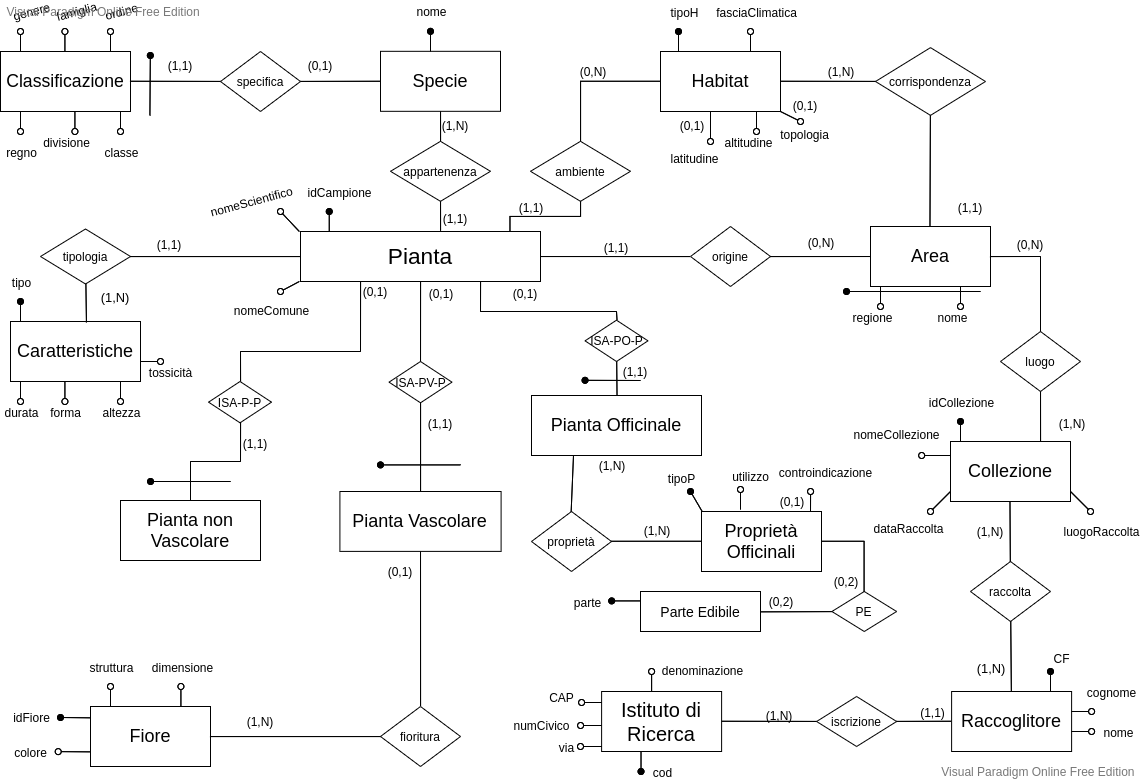 Visual Paradigm Online Free Edition
genere
famiglia
ordine
nome
tipoH
fasciaClimatica
Classificazione
(1,1)
specifica
(0,1)
Specie
(0,N)
Habitat
(1,N)
corrispondenza
regno
divisione
classe
(1,N)
(0,1)
latitudine
altitudine
(0,1)
topologia
appartenenza
ambiente
nomeScientifico
idCampione
(1,1)
(1,1)
(1,1)
tipologia
(1,1)
Pianta
(1,1)
origine
(0,N)
Area
(0,N)
tipo
(1,N)
nomeComune
(0,1)
(0,1)
(0,1)
regione
nome
Caratteristiche
tossicità
durata
forma
altezza
ISA-P-P
ISA-PV-P
ISA-PO-P
(1,1)
luogo
(1,1)
(1,1)
Pianta Officinale
(1,N)
idCollezione
nomeCollezione
(1,N)
Collezione
dataRaccolta
luogoRaccolta
Pianta non
Vascolare
Pianta Vascolare
tipoP
utilizzo
controindicazione
(0,1)
proprietà
(1,N)
Proprietà
Officinali
(1,N)
(0,1)
(0,2)
parte
Parte Edibile
(0,2)
PE
raccolta
struttura
dimensione
denominazione
(1,N)
CF
idFiore
colore
Fiore
(1,N)
fioritura
CAP
numCivico
via
Istituto di
Ricerca
cod
(1,N)
iscrizione
(1,1)
Raccoglitore
cognome
nome
Visual Paradigm Online Free Edition